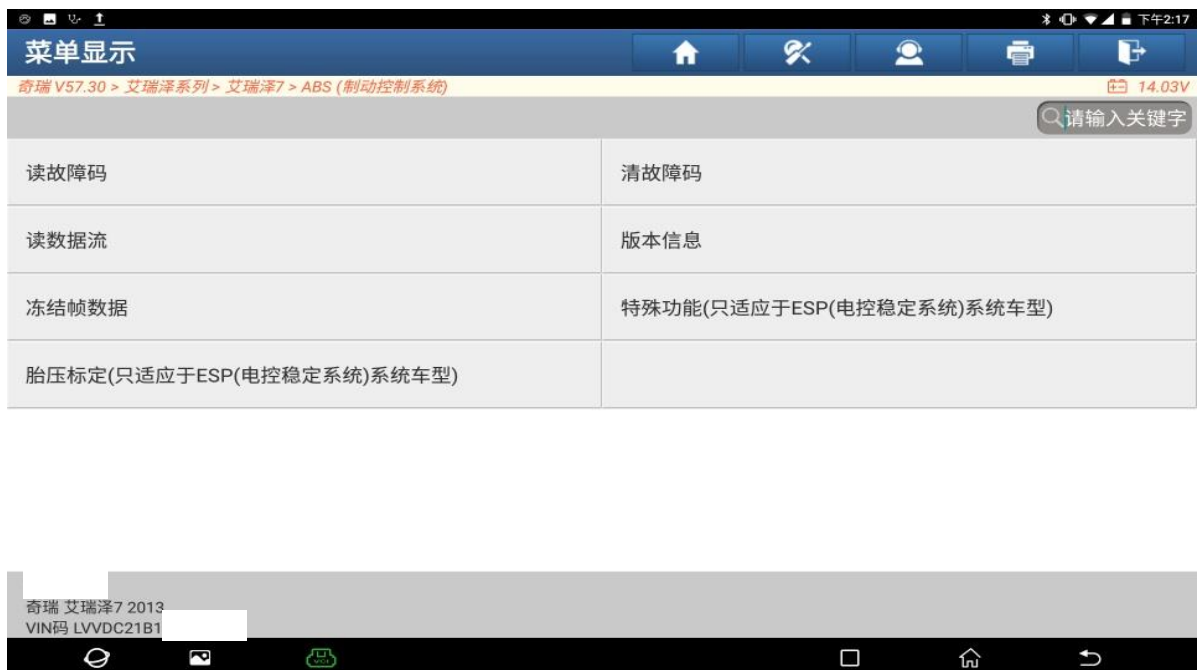 下午2:17
菜单显示
奇瑞 V57.30 > 艾瑞泽系列 > 艾瑞泽7 > ABS (制动控制系统)
14.03V
请输入关键字
读故障码
清故障码
读数据流
版本信息
冻结帧数据
特殊功能(只适应于ESP(电控稳定系统)系统车型)
胎压标定(只适应于ESP(电控稳定系统)系统车型)
奇瑞 艾瑞泽7 2013
VIN码 LVVDC21B1
VCI